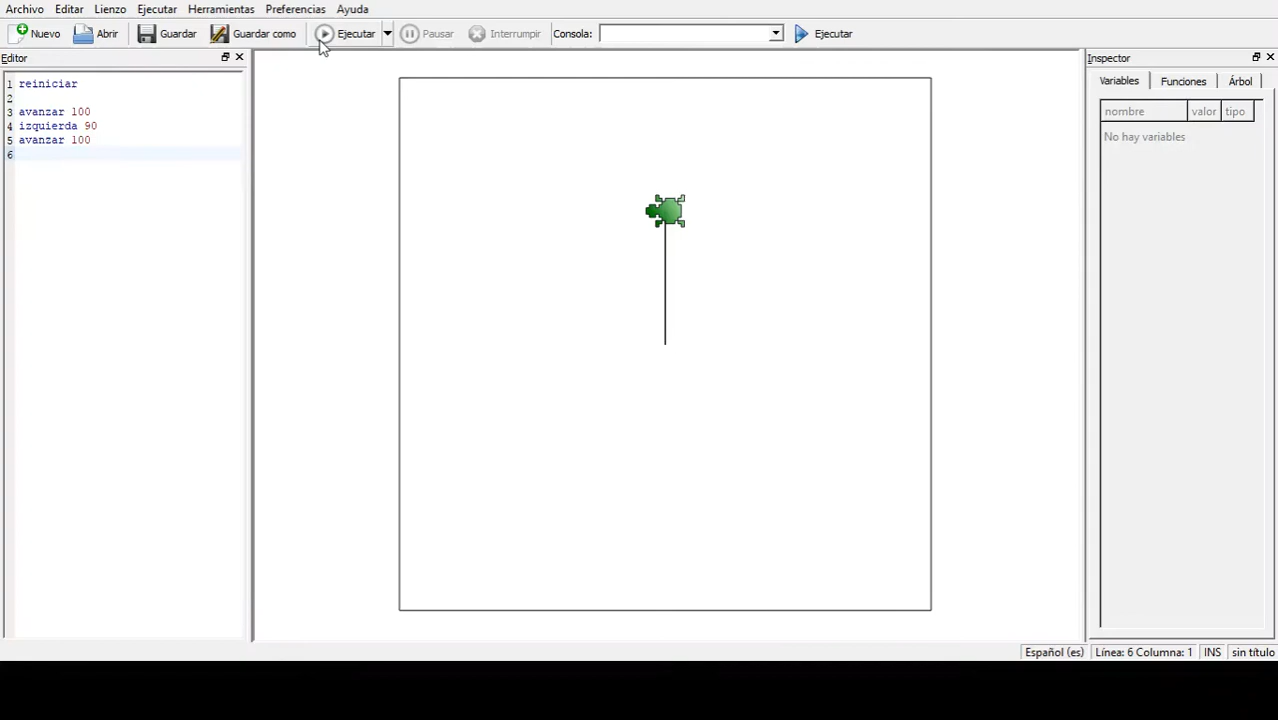 Archivo Editar Lienzo Ejecutar Herramientas Preferencias Ayuda
Nuevo Abrir Guardar Guardar como Ejecutar Pausar Interrumpir Consola: Ejecutar
Editor
1 reiniciar
2
3 avanzar 100
4 izquierda 90
5 avanzar 100
6
Inspector
Variables Funciones Árbol
nombre valor tipo
No hay variables
Español (es) Línea: 6 Columna: 1 INS sin título